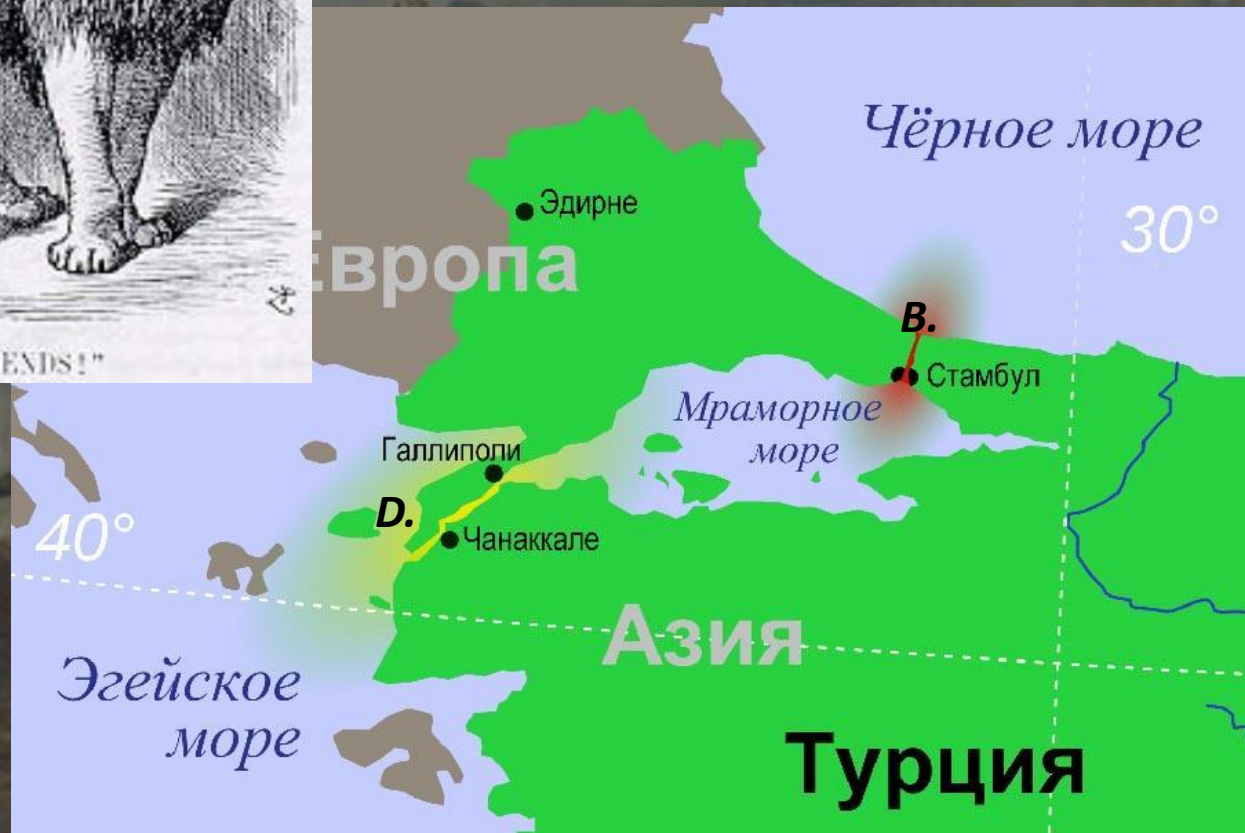 Чёрное море
30°
Эдирне
Европа
ENDS!"
B.
Стамбул
Мраморное
море
Галлиполи
D.
Чанаккале
40°
Азия
Эгейское
море
Турция